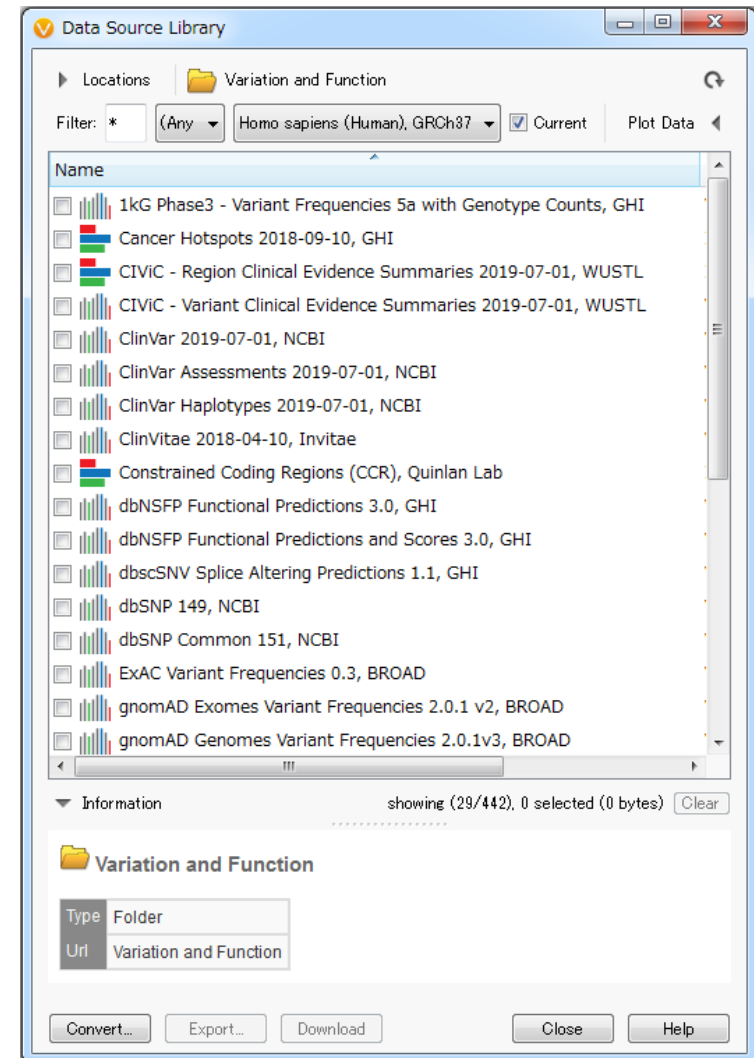 Data Source Library
Locations Variation and Function
Filter: * (Any Homo sapiens (Human), GRCh37 Current Plot Data
Name
1kG Phase3 - Variant Frequencies 5a with Genotype Counts, GHI
Cancer Hotspots 2018-09-10, GHI
CIViC - Region Clinical Evidence Summaries 2019-07-01, WUSTL
CIViC - Variant Clinical Evidence Summaries 2019-07-01, WUSTL
ClinVar 2019-07-01, NCBI
ClinVar Assessments 2019-07-01, NCBI
ClinVar Haplotypes 2019-07-01, NCBI
ClinVitae 2018-04-10, Invitae
Constrained Coding Regions (CCR), Quinlan Lab
dbNSFP Functional Predictions 3.0, GHI
dbNSFP Functional Predictions and Scores 3.0, GHI
dbscSNV Splice Altering Predictions 1.1, GHI
dbSNP 149, NCBI
dbSNP Common 151, NCBI
ExAC Variant Frequencies 0.3, BROAD
gnomAD Exomes Variant Frequencies 2.0.1 v2, BROAD
gnomAD Genomes Variant Frequencies 2.0.1v3, BROAD
Information showing (29/442), 0 selected (0 bytes) Clear
Variation and Function
Type Folder
Url Variation and Function
Convert... Export... Download Close Help